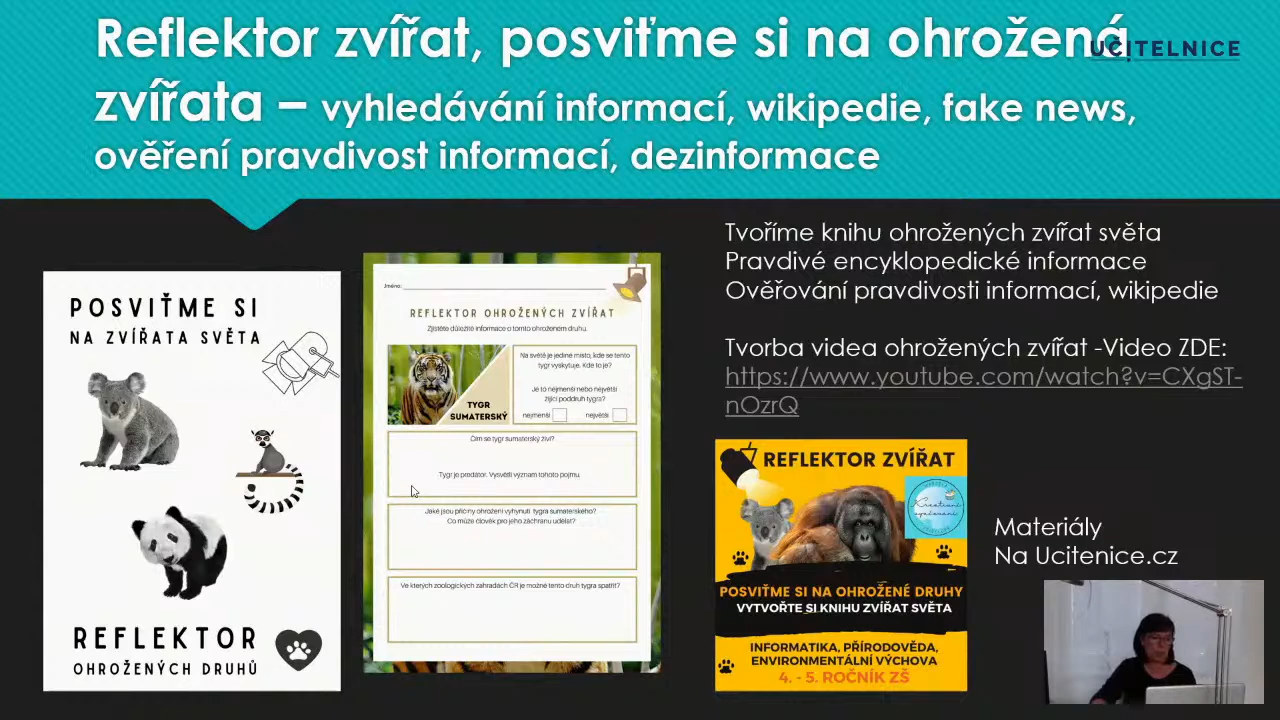 Reflektor zvířat, posviťme si na ohrožená
UČITELNICE
zvířata – vyhledávání informací, wikipedie, fake news,
ověření pravdivost informací, dezinformace
Tvoříme knihu ohrožených zvířat světa
Pravdivé encyklopedické informace
Ověřování pravdivosti informací, wikipedie
Tvorba videa ohrožených zvířat -Video ZDE:
https://www.youtube.com/watch?v=CXgST-
nOzrQ
POSVIŤME SI
NA ZVÍŘATA SVĚTA
REFLEKTOR
OHROŽENÝCH DRUHŮ
Jméno:
REFLEKTOR OHROŽENÝCH ZVÍŘAT
Zjistěte důležité informace o tomto ohroženém druhu.
TYGR
SUMATERSKÝ
Na světě je jediné místo, kde se tento
tygr vyskytuje. Kde to je?
Je to nejmenší nebo největší
žijící poddruh tygra?
nejmenší největší
Čím se tygr sumaterský živí?
Tygr je predátor. Vysvětli význam tohoto pojmu.
Jaké jsou příčiny ohrožení vyhynutí tygra sumaterského?
Co může člověk pro jeho záchranu udělat?
Ve kterých zoologických zahradách ČR je možné tento druh tygra spatřit?
REFLEKTOR ZVÍŘAT
POSVIŤME SI NA OHROŽENÉ DRUHY
VYTVOŘTE SI KNIHU ZVÍŘAT SVĚTA
INFORMATIKA, PŘÍRODOVĚDA,
ENVIRONMENTÁLNÍ VÝCHOVA
4. - 5. ROČNÍK ZŠ
Materiály
Na Ucitenice.cz